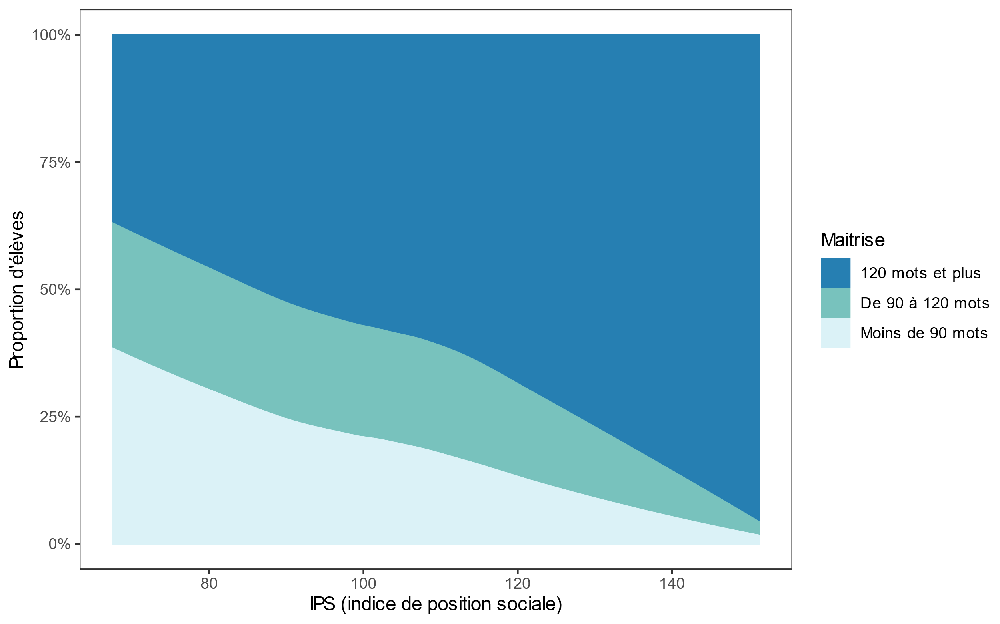 100%
75%
50%
25%
0%
Proportion d'élèves
80
100
120
140
IPS (indice de position sociale)
Maitrise
120 mots et plus
De 90 à 120 mots
Moins de 90 mots